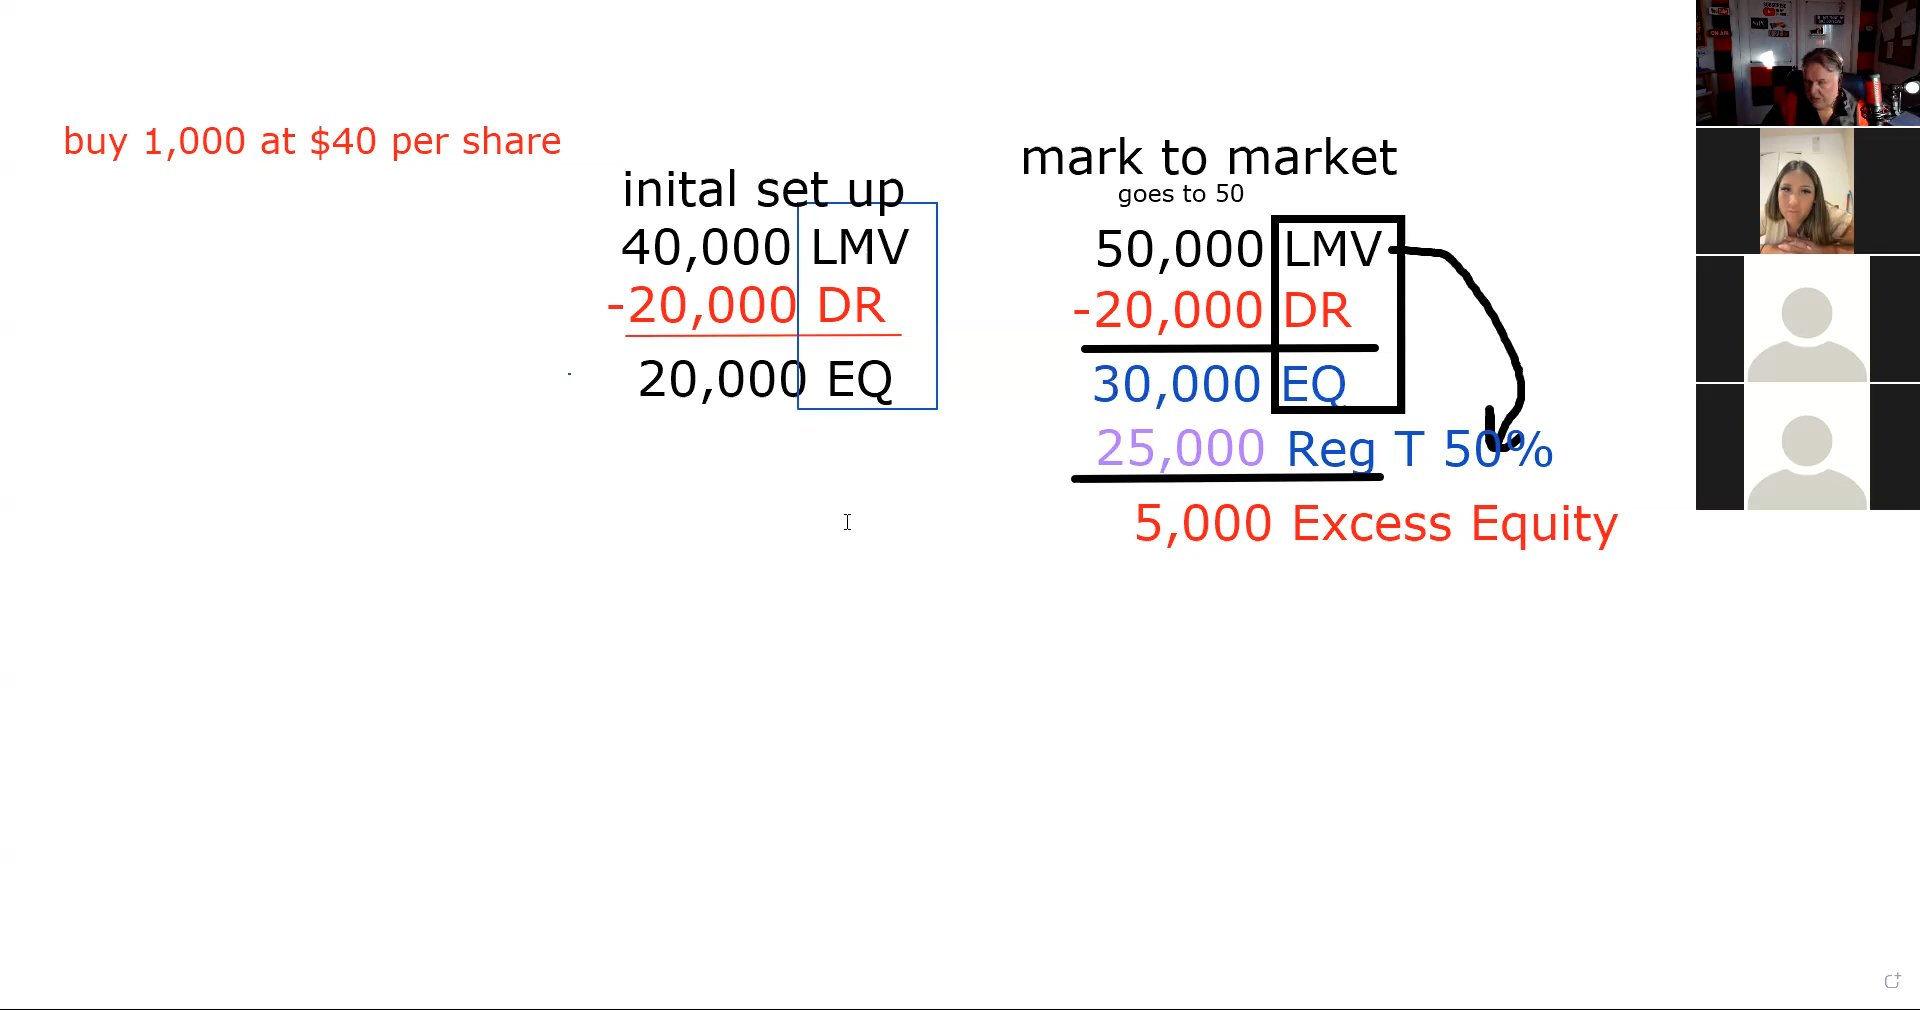 buy 1,000 at $40 per share
inital set up
40,000 LMV
-20,000 DR
20,000 EQ
mark to market
goes to 50
50,000 LMV
-20,000 DR
30,000 EQ
25,000 Reg T 50%
5,000 Excess Equity